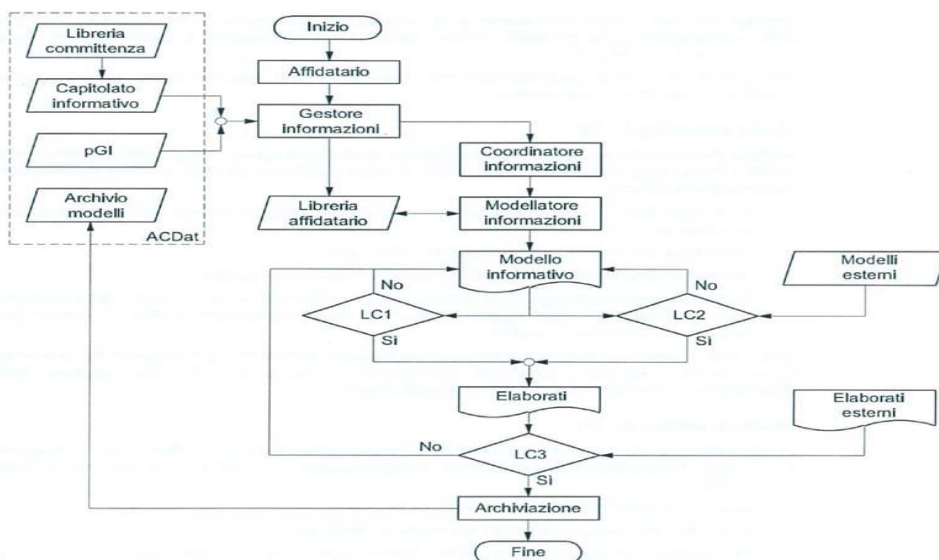 Libreria
committenza
Capitolato
informativo
pGI
Archivio
modelli
ACDat
Inizio
Affidatario
Gestore
informazioni
Coordinatore
informazioni
Libreria
affidatario
Modellatore
informazioni
Modello
informativo
Modelli
esterni
No
No
LC1
LC2
Sì
Sì
Elaborati
Elaborati
esterni
No
LC3
Sì
Archiviazione
Fine